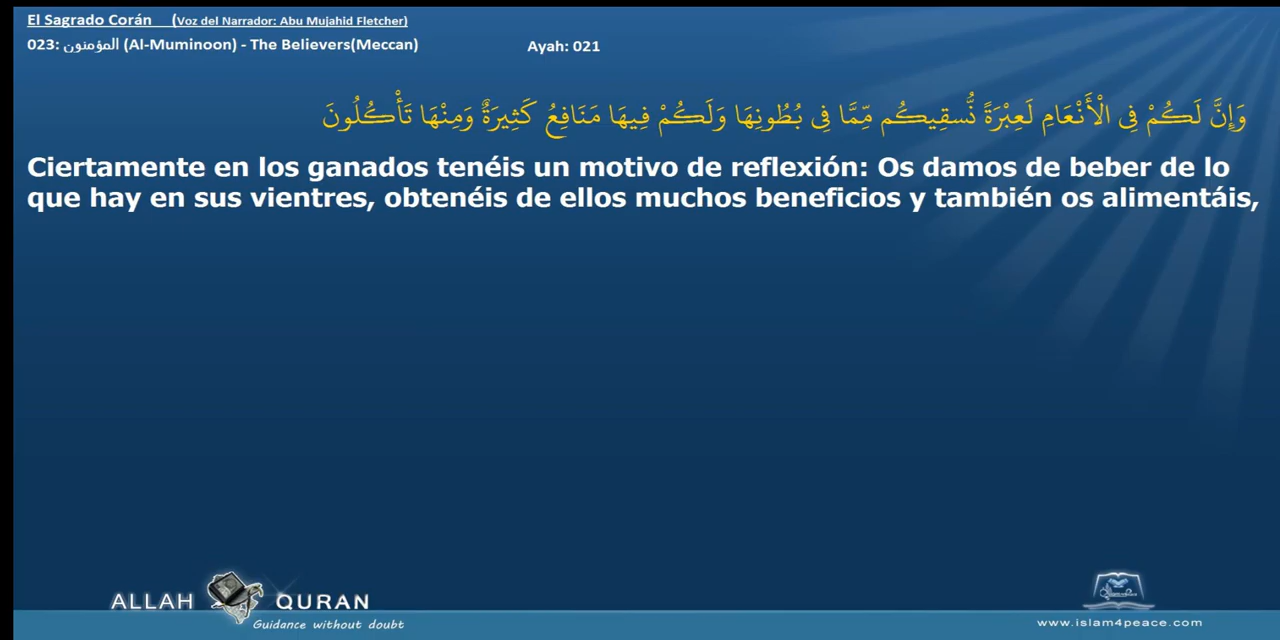 El Sagrado Corán (Voz del Narrador: Abu Mujahid Fletcher)
023: المؤمنون (Al-Muminoon) - The Believers(Meccan) Ayah: 021
وَإِنَّ لَكُمْ فِي الْأَنْعَامِ لَعِبْرَةً نُّسقِيكُم مِّمَّا فِي بُطُونِهَا وَلَكُمْ فِيهَا مَنَافِعُ كَثِيرَةٌ وَمِنْهَا تَأْكُلُونَ
Ciertamente en los ganados tenéis un motivo de reflexión: Os damos de beber de lo
que hay en sus vientres, obtenéis de ellos muchos beneficios y también os alimentáis,
ALLAH QURAN
Guidance without doubt
www.islam4peace.com